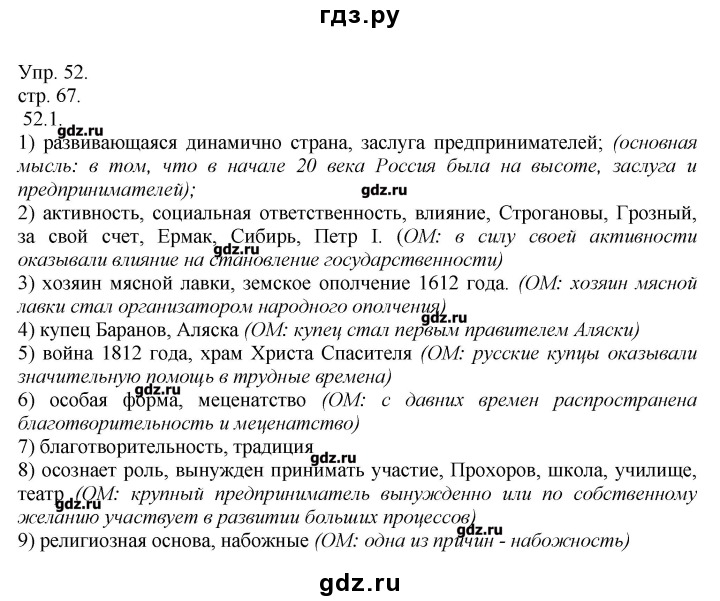 гдз.ру
Упр. 52.
стр. 67.
52.1.
gdz.ru
1) развивающаяся динамично страна, заслуга предпринимателей; (основная
мысль: в том, что в начале 20 века Россия была на высоте, заслуга и
предпринимателей);
gdz.ru
2) активность, социальная ответственность, влияние, Строгановы, Грозный,
за свой счет, Ермак, Сибирь, Петр I. (ОМ: в силу своей активности
gdz.ru
оказывали влияние на становление государственности)
3) хозяин мясной лавки, земское ополчение 1612 года. (ОМ: хозяин мясной
лавки стал организатором народного ополчения)
gdz.ru
4) купец Баранов, Аляска (ОМ: купец стал первым правителем Аляски)
5) война 1812 года, храм Христа Спасителя (ОМ: русские купцы оказывали
значительную помощь в трудные времена)
gdz.ru
6) особая форма, меценатство (ОМ: с давних времен распространена
благотворительность и меценатство)
7) благотворительность, традиция
gdz.ru
8) осознает роль, вынужден принимать участие, Прохоров, школа, училище,
театр (ОМ: крупный предприниматель вынужденно или по собственному
gdz.ru
желанию участвует в развитии больших процессов)
gdz.ru
9) религиозная основа, набожные (ОМ: одна из причин - набожность)
gdz.ru